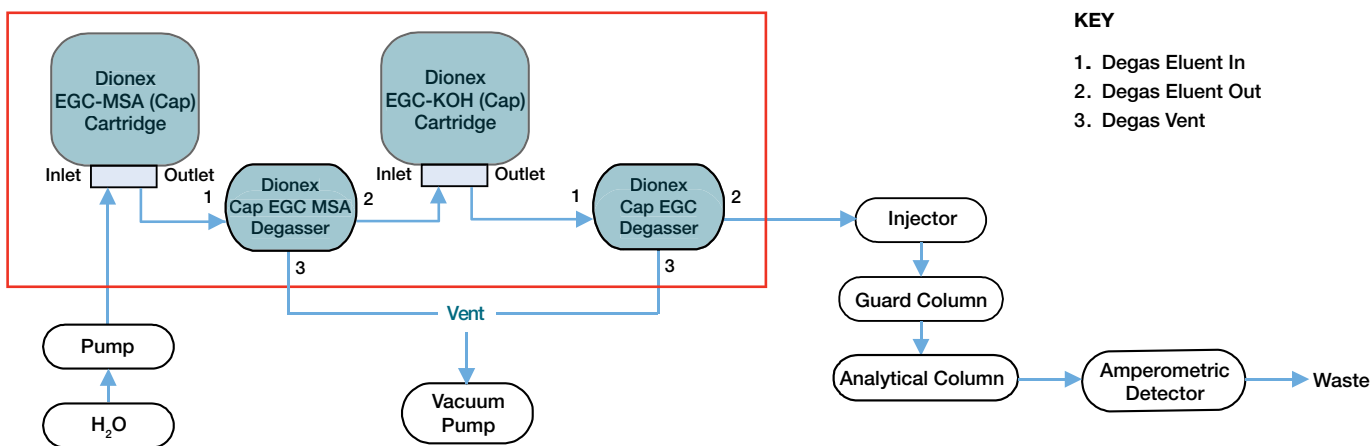 Dionex
EGC-MSA (Cap)
Cartridge
Inlet
Outlet
1
Dionex
Cap EGC MSA
Degasser
2
3
Dionex
EGC-KOH (Cap)
Cartridge
Inlet
Outlet
1
Dionex
Cap EGC
Degasser
2
3
KEY
1. Degas Eluent In
2. Degas Eluent Out
3. Degas Vent
Injector
Guard Column
Analytical Column
Amperometric
Detector
Waste
Vent
Vacuum
Pump
Pump
H₂O